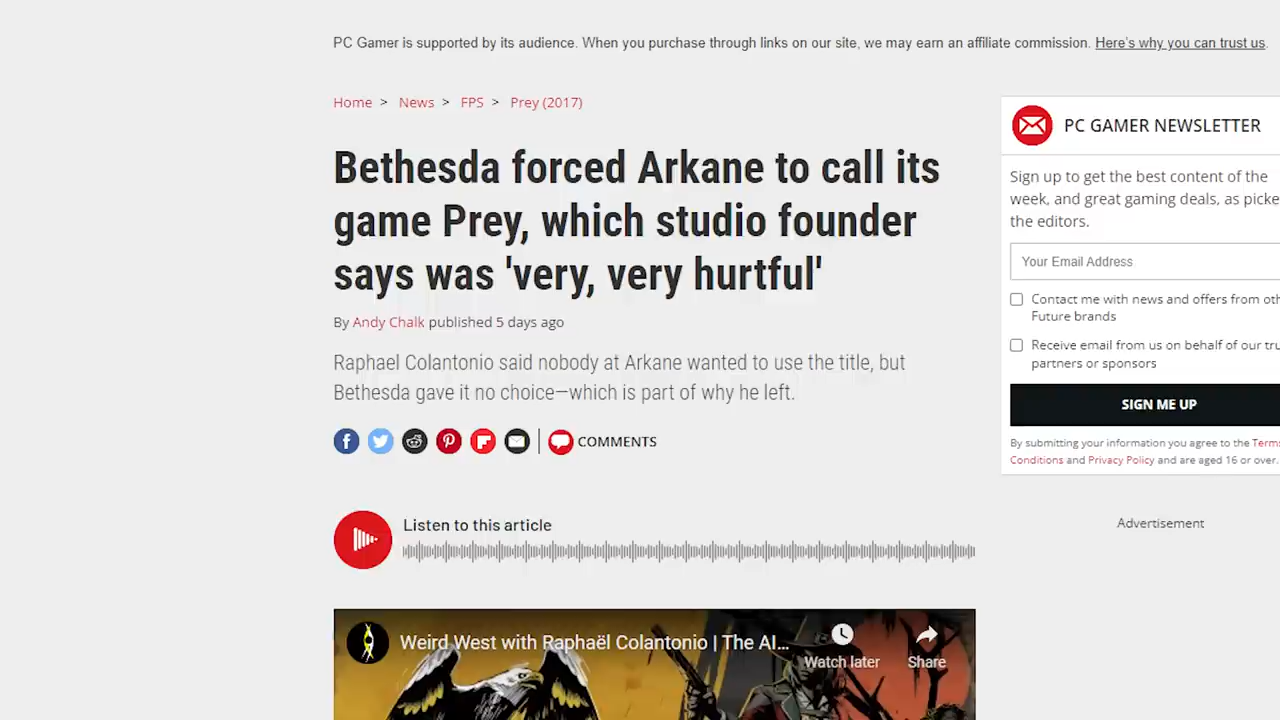 PC Gamer is supported by its audience. When you purchase through links on our site, we may earn an affiliate commission. Here's why you can trust us.
Home > News > FPS > Prey (2017)
Bethesda forced Arkane to call its
game Prey, which studio founder
says was 'very, very hurtful'
By Andy Chalk published 5 days ago
Raphael Colantonio said nobody at Arkane wanted to use the title, but
Bethesda gave it no choice—which is part of why he left.
COMMENTS
Listen to this article
Weird West with Raphaël Colantonio | The AI...
Watch later
Share
PC GAMER NEWSLETTER
Sign up to get the best content of the
week, and great gaming deals, as picke
the editors.
Your Email Address
Contact me with news and offers from oth
Future brands
Receive email from us on behalf of our tru
partners or sponsors
SIGN ME UP
By submitting your information you agree to the Terms
Conditions and Privacy Policy and are aged 16 or over.
Advertisement